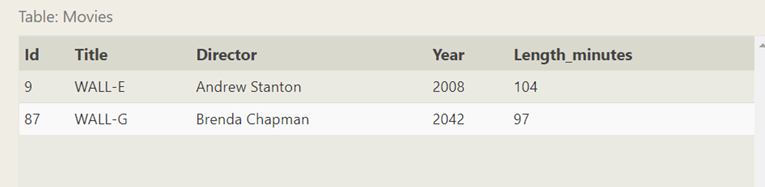 Table: Movies
Id Title Director Year Length_minutes
9 WALL-E Andrew Stanton 2008 104
87 WALL-G Brenda Chapman 2042 97